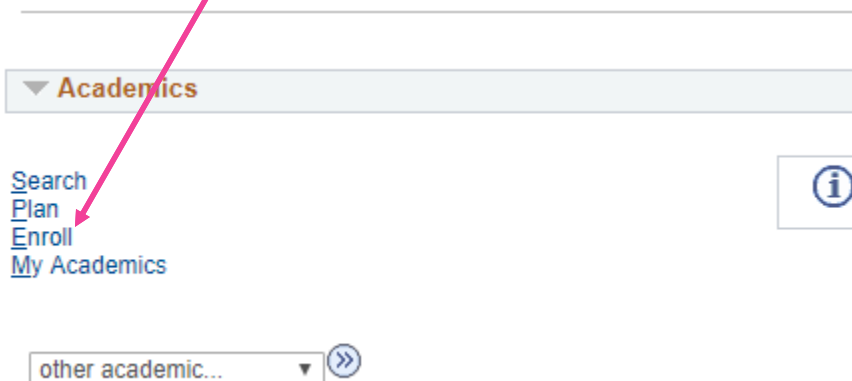 Academics
Search
Plan
Enroll
My Academics
other academic...